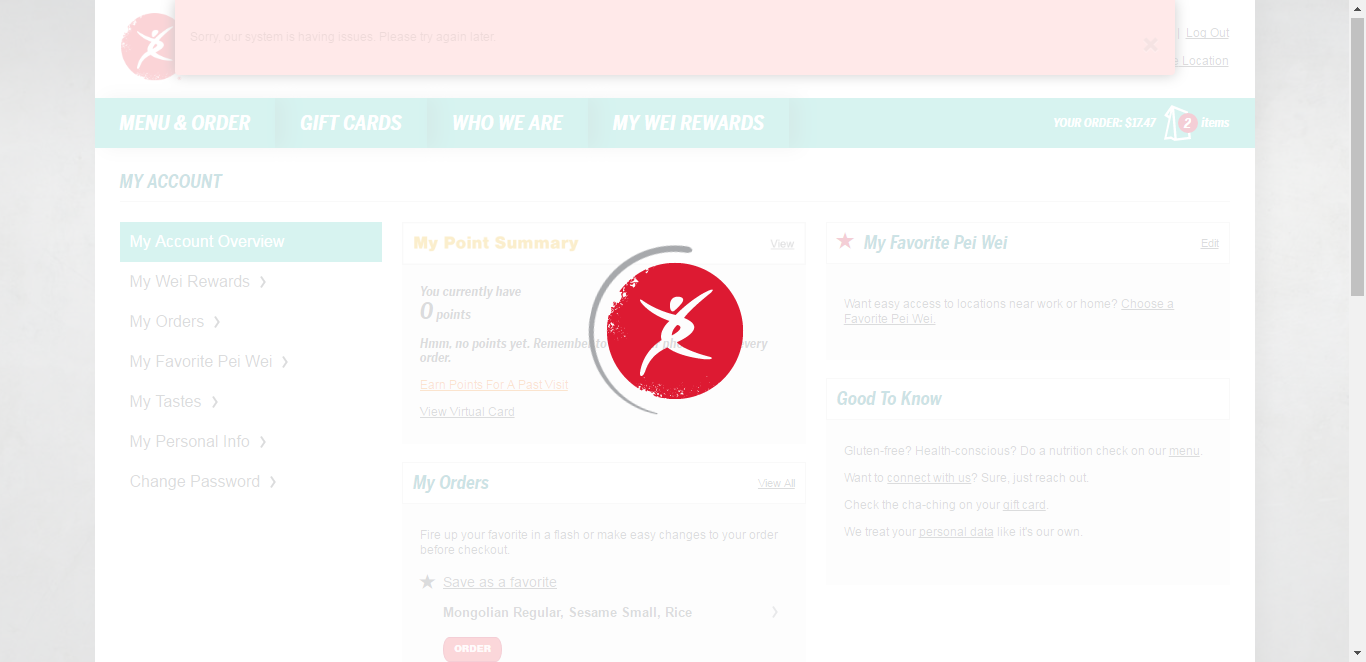 Sorry, our system is having issues. Please try again later.
| Log Out
Location
MENU & ORDER
GIFT CARDS
WHO WE ARE
MY WEI REWARDS
YOUR ORDER: $17.47
2
items
MY ACCOUNT
My Account Overview
My Wei Rewards
My Orders
My Favorite Pei Wei
My Tastes
My Personal Info
Change Password
My Point Summary
View
You currently have
0 points
Hmm, no points yet. Remember to
every
order.
Earn Points For A Past Visit
View Virtual Card
My Orders
View All
Fire up your favorite in a flash or make easy changes to your order
before checkout.
Save as a favorite
Mongolian Regular, Sesame Small, Rice
ORDER
My Favorite Pei Wei
Edit
Want easy access to locations near work or home? Choose a
Favorite Pei Wei.
Good To Know
Gluten-free? Health-conscious? Do a nutrition check on our menu.
Want to connect with us? Sure, just reach out.
Check the cha-ching on your gift card.
We treat your personal data like it's our own.